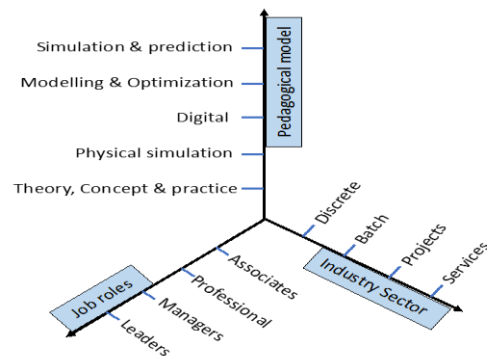 Simulation & prediction
Modelling & Optimization
Digital
Physical simulation
Theory, Concept & practice
Pedagogical model
Discrete
Batch
Projects
Services
Industry Sector
Associates
Professional
Managers
Leaders
Job roles